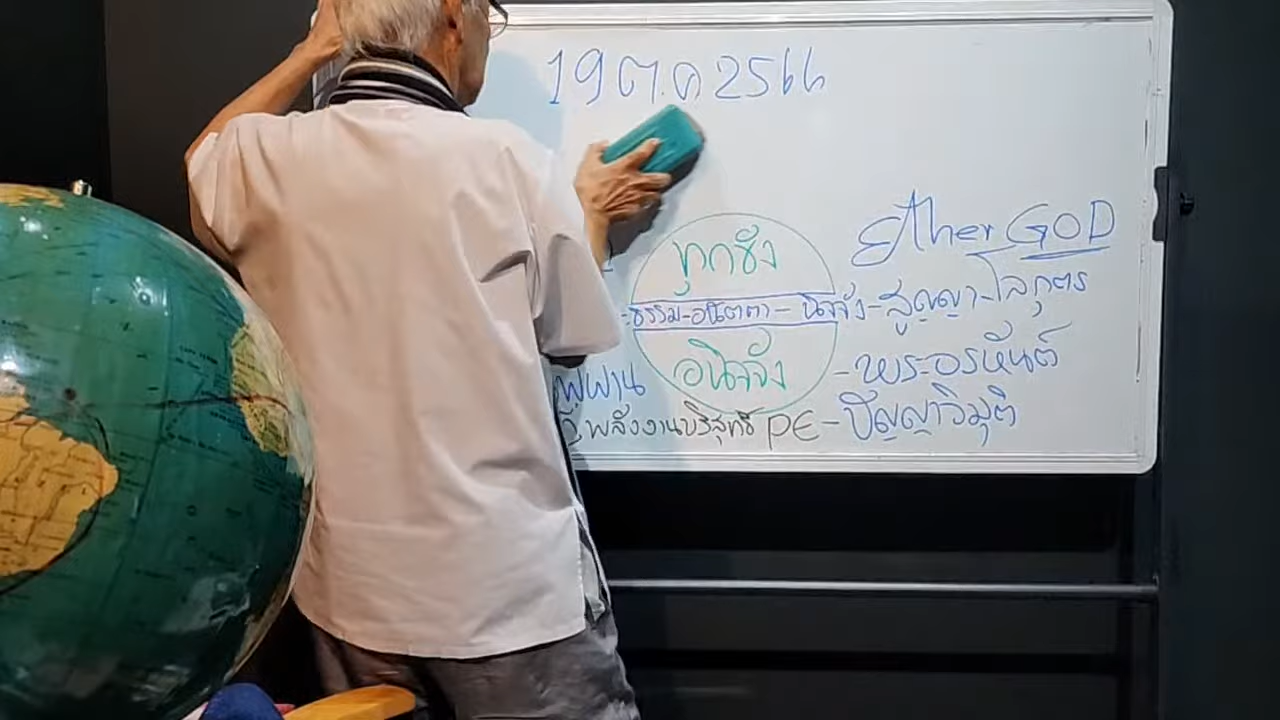 19 ต.ค 2566
Ether GOD
ทุกขัง
-ธรรม-อนัตตา- นิจจัง-สูญญา-โลกุตร
อนิจจัง -พระอรหันต์
พลังงานบริสุทธิ์ PE-ปัญญาวิมุติ